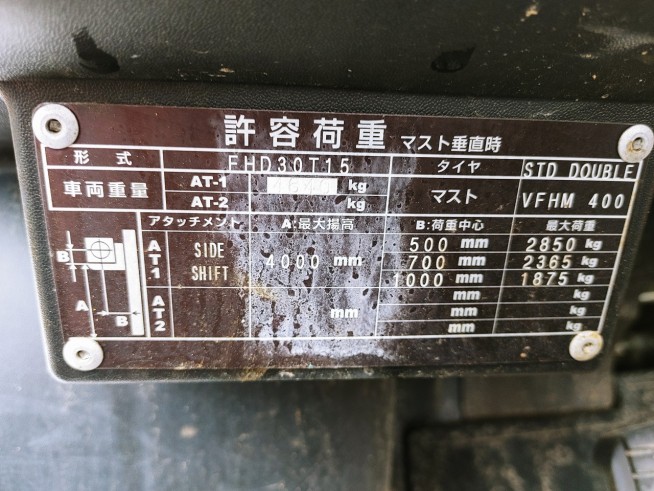 許容荷重 マスト垂直時
形式 FHD30T15 タイヤ STD DOUBLE
車両重量 AT-1 kg マスト VFHM 400
AT-2 kg
アタッチメント A:最大揚高 B:荷重中心 最大荷重
AT-1 SIDE SHIFT 4000 mm 500 mm 2850 kg
700 mm 2365 kg
1000 mm 1875 kg
AT2 mm mm kg
mm kg
mm kg
B
A
B